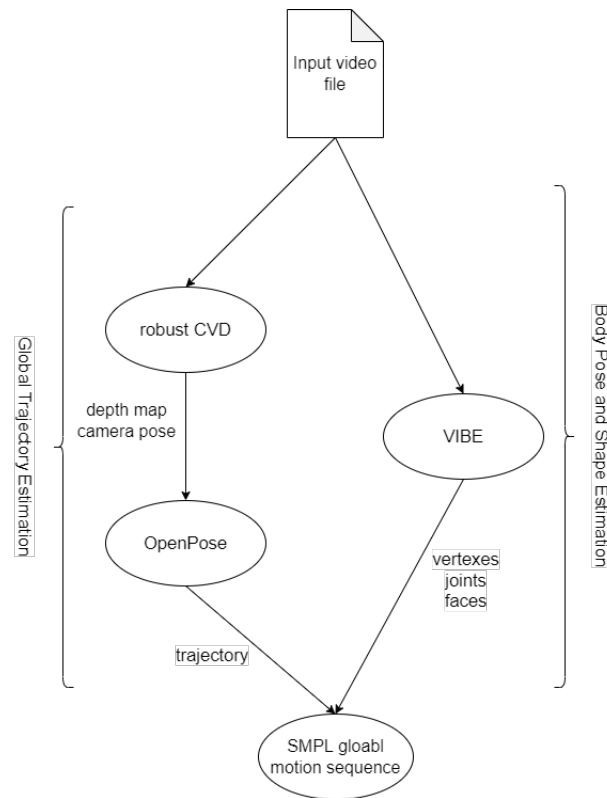 Input video
file
robust CVD
Global Trajectory Estimation
Body Pose and Shape Estimation
depth map
camera pose
VIBE
OpenPose
vertexes
joints
faces
trajectory
SMPL gloabl
motion sequence